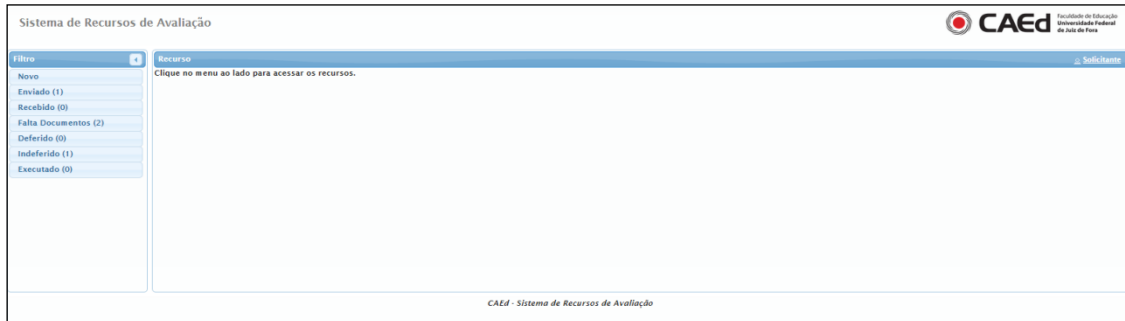 Sistema de Recursos de Avaliação
CAEd
Faculdade de Educação
Universidade Federal
de Juiz de Fora
Filtro
Novo
Enviado (1)
Recebido (0)
Falta Documentos (2)
Deferido (0)
Indeferido (1)
Executado (0)
Recurso
Solicitante
Clique no menu ao lado para acessar os recursos.
CAEd - Sistema de Recursos de Avaliação